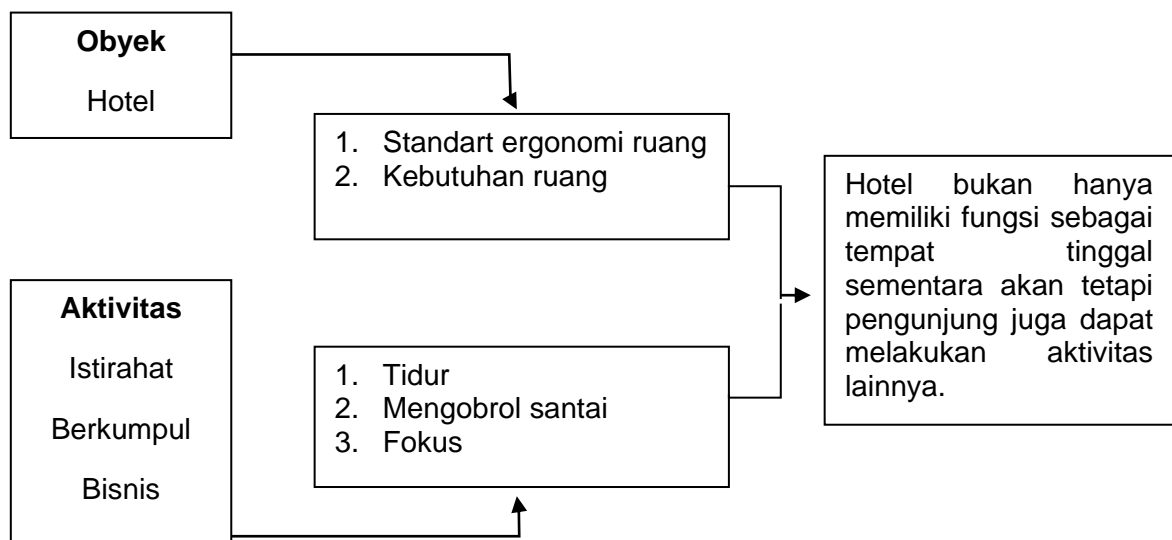 Obyek
Hotel
1. Standart ergonomi ruang
2. Kebutuhan ruang
Hotel bukan hanya
memiliki fungsi sebagai
tempat tinggal
sementara akan tetapi
pengunjung juga dapat
melakukan aktivitas
lainnya.
Aktivitas
Istirahat
Berkumpul
Bisnis
1. Tidur
2. Mengobrol santai
3. Fokus